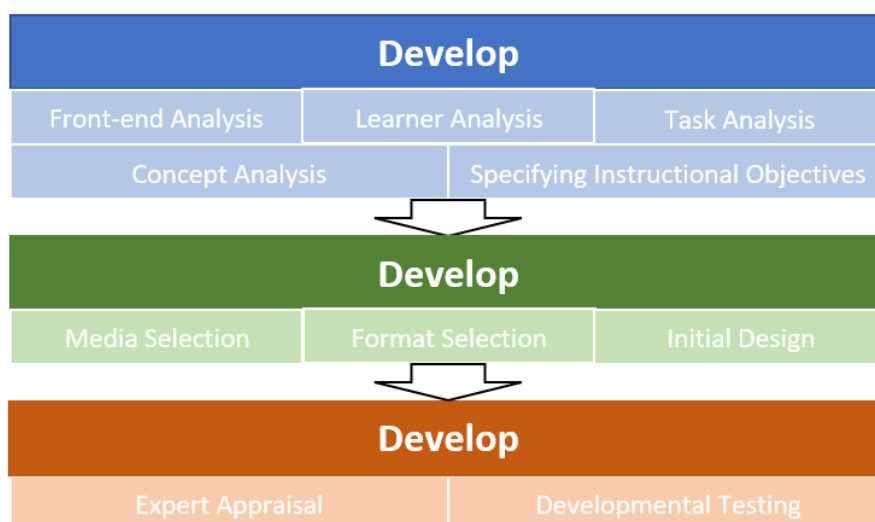 Develop
Front-end Analysis Learner Analysis Task Analysis
Concept Analysis Specifying Instructional Objectives
Develop
Media Selection Format Selection Initial Design
Develop
Expert Appraisal Developmental Testing